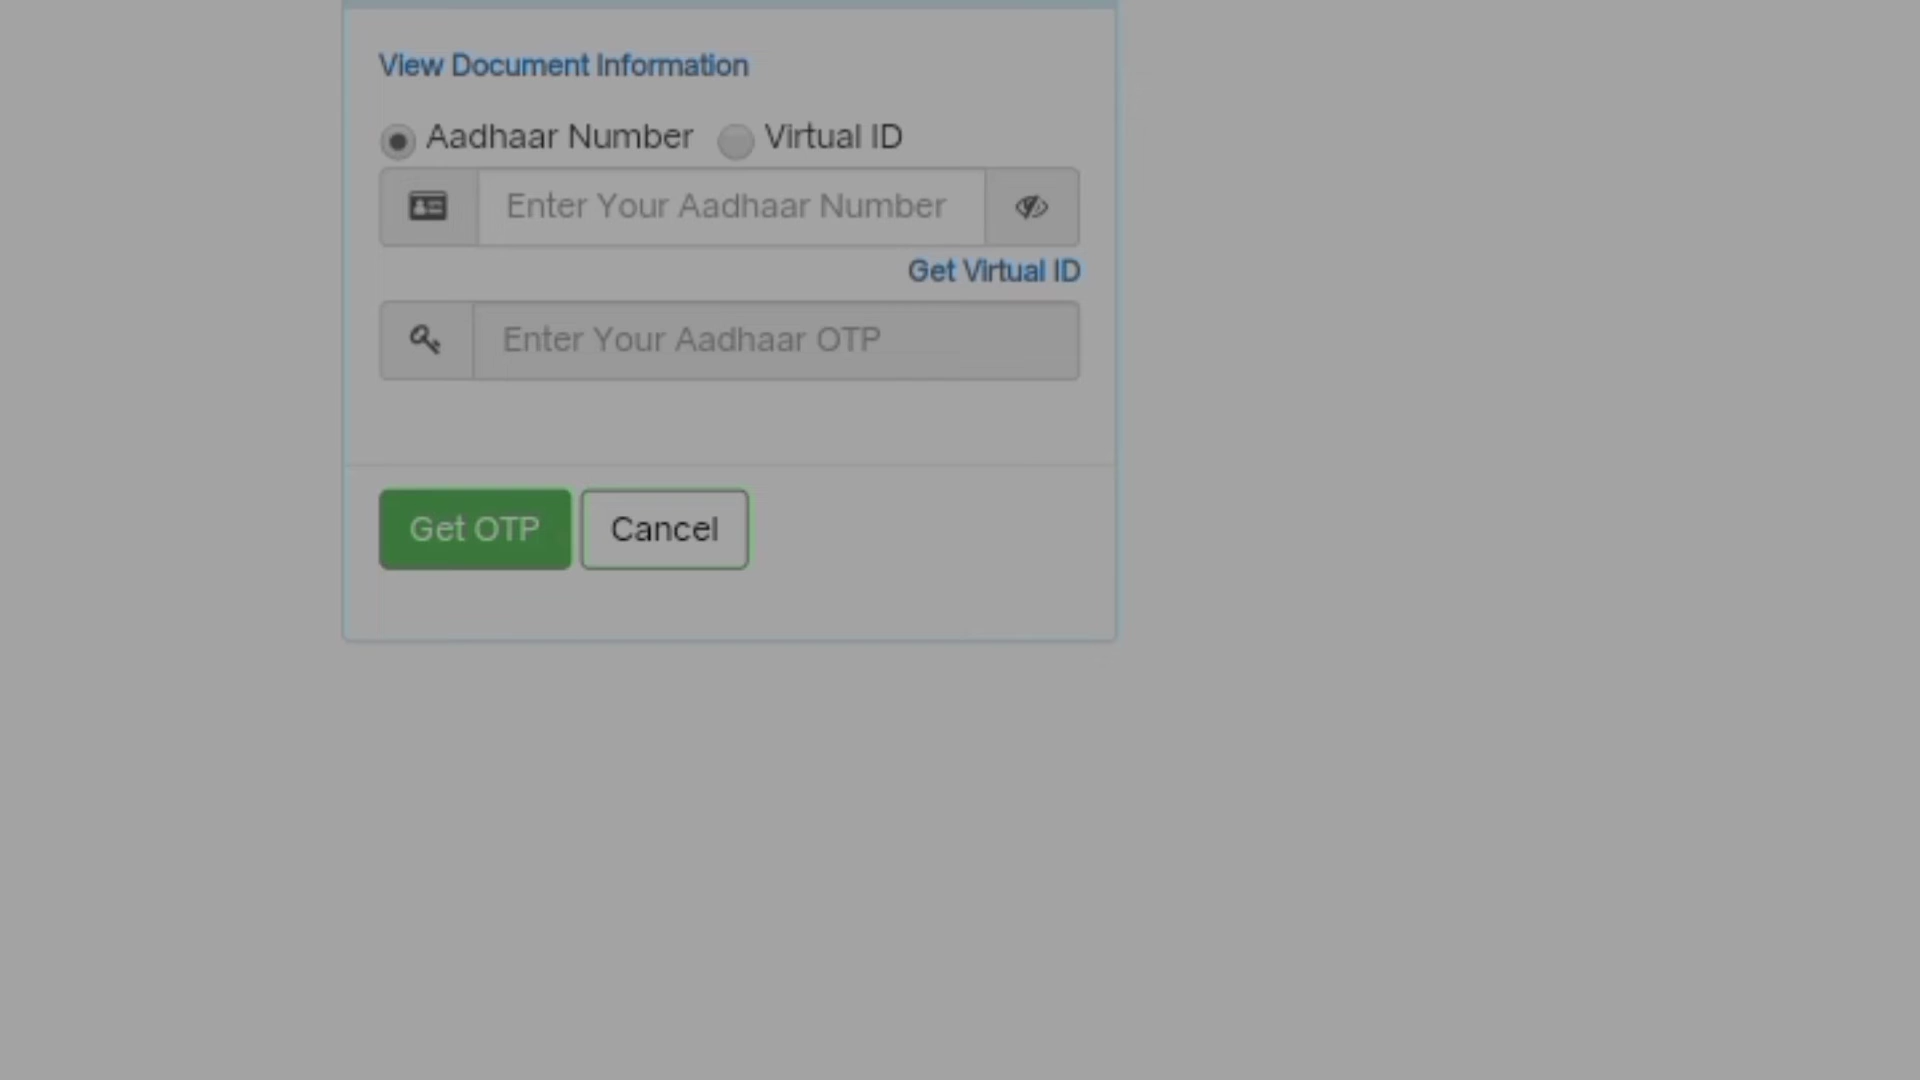 View Document Information
Aadhaar Number Virtual ID
Enter Your Aadhaar Number
Get Virtual ID
Enter Your Aadhaar OTP
Get OTP Cancel